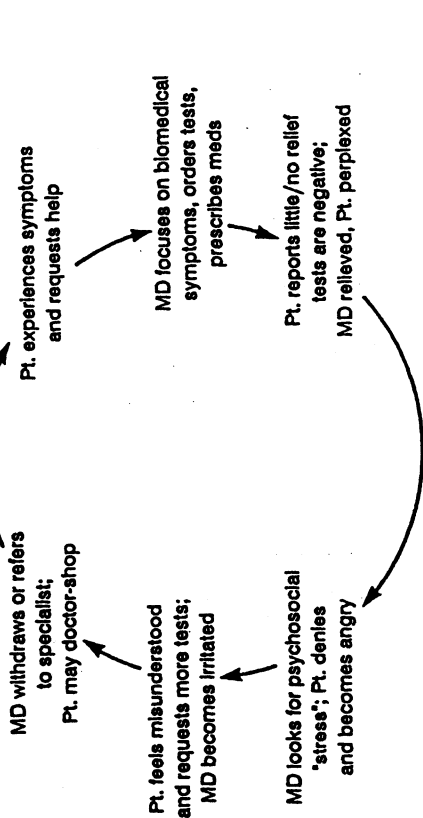 Pt. experiences symptoms
and requests help
MD focuses on biomedical
symptoms, orders tests,
prescribes meds
Pt. reports little/no relief
tests are negative;
MD relieved, Pt. perplexed
MD looks for psychosocial
"stress"; Pt. denies
and becomes angry
Pt. feels misunderstood
and requests more tests;
MD becomes irritated
MD withdraws or refers
to specialist;
Pt. may doctor-shop